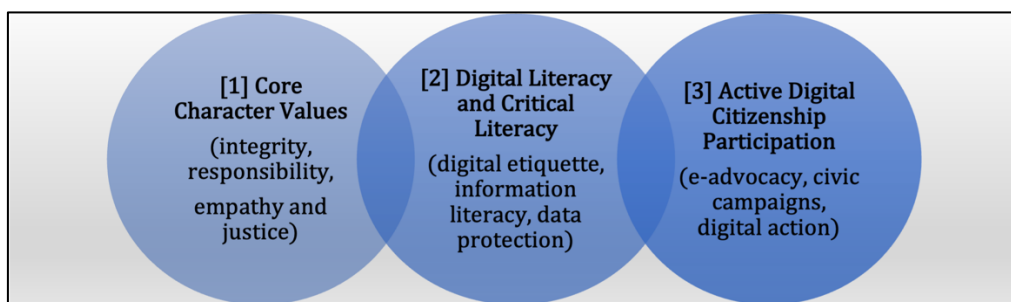 [1] Core
Character Values
(integrity,
responsibility,
empathy and
justice)
[2] Digital Literacy
and Critical
Literacy
(digital etiquette,
information
literacy, data
protection)
[3] Active Digital
Citizenship
Participation
(e-advocacy, civic
campaigns,
digital action)